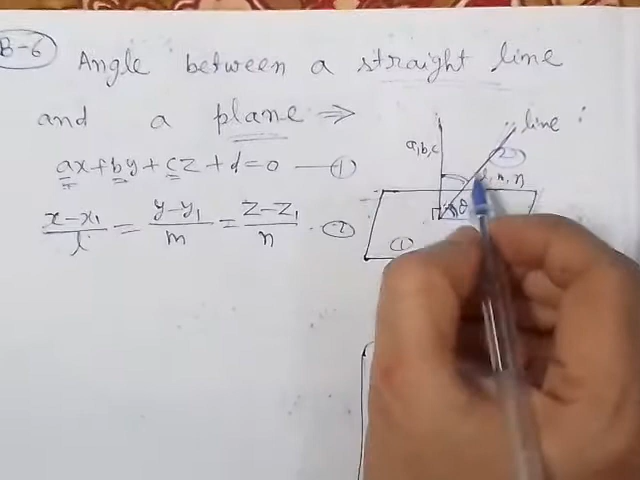 B-6 Angle between a straight line
and a plane ⇒
line :
a,b,c
2
ax+by+cz+d=0 —①
l, m, n
x-x₁/l = y-y₁/m = z-z₁/n . ②
θ
①